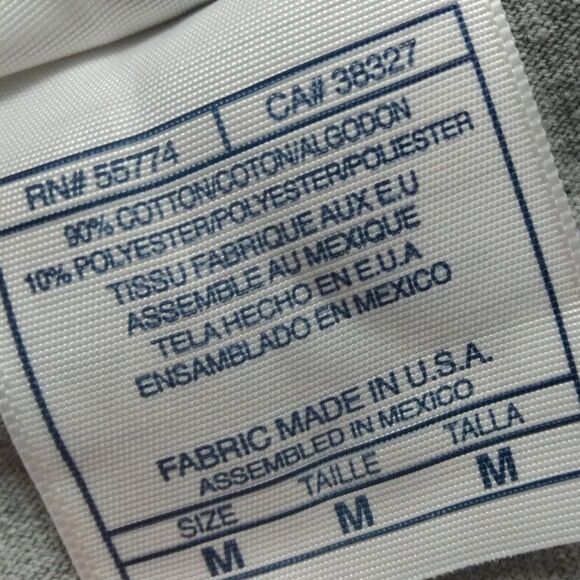 RN# 55774 CA# 38327
90% COTTON/COTON/ALGODON
10% POLYESTER/POLYESTER/POLIESTER
TISSU FABRIQUE AUX E.U
ASSEMBLE AU MEXIQUE
TELA HECHO EN E.U.A
ENSAMBLADO EN MEXICO
FABRIC MADE IN U.S.A.
ASSEMBLED IN MEXICO
SIZE TAILLE TALLA
M M M